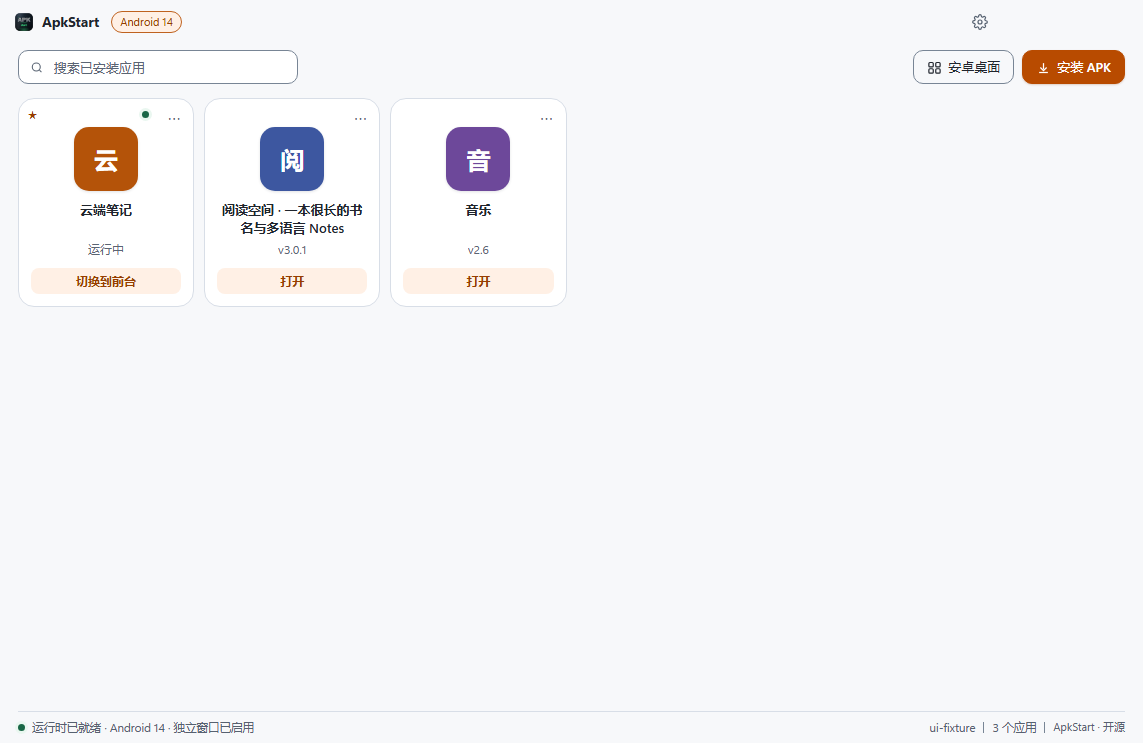 ApkStart Android 14
搜索已安装应用
安卓桌面
安装 APK
★
...
云
云端笔记
运行中
切换到前台
...
阅
阅读空间 · 一本很长的书
名与多语言 Notes
v3.0.1
打开
...
音
音乐
v2.6
打开
运行时已就绪 · Android 14 · 独立窗口已启用
ui-fixture | 3 个应用 | ApkStart · 开源